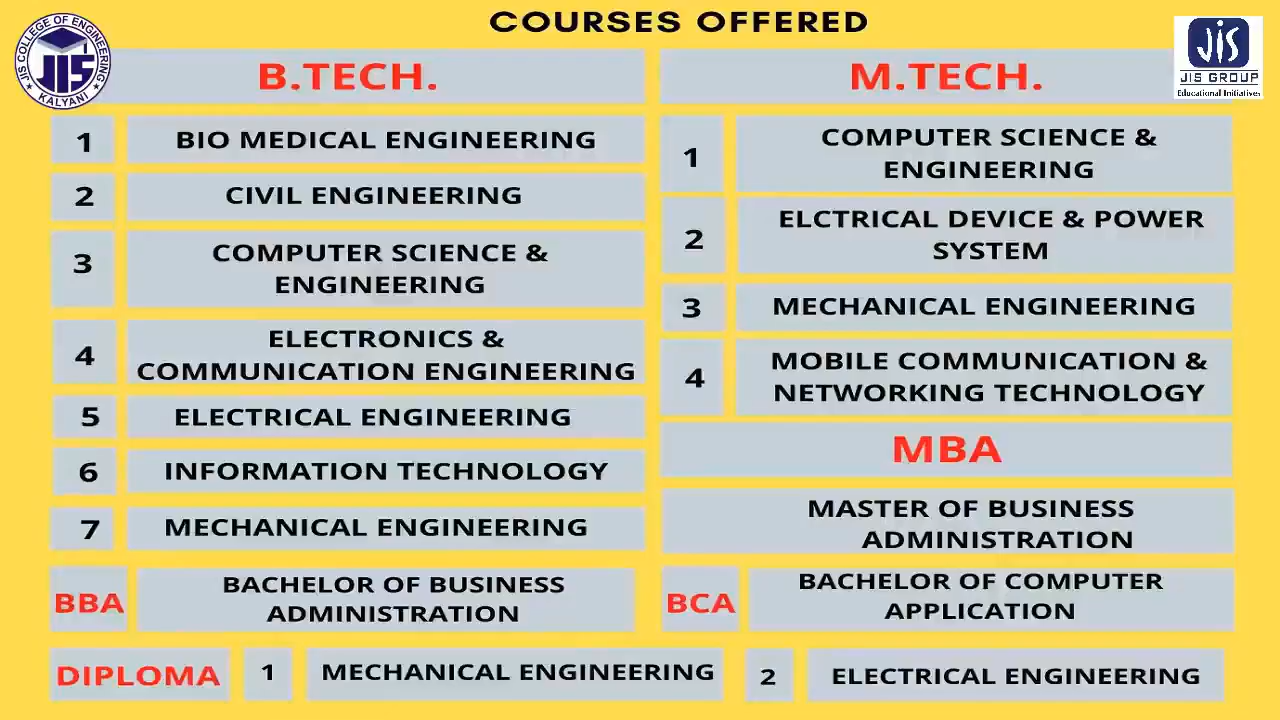 COURSES OFFERED
JIS COLLEGE OF ENGINEERING
JIS
KALYANI
JIS
JIS GROUP
Educational Initiatives
B.TECH.
1 BIO MEDICAL ENGINEERING
2 CIVIL ENGINEERING
3 COMPUTER SCIENCE &
ENGINEERING
4 ELECTRONICS &
COMMUNICATION ENGINEERING
5 ELECTRICAL ENGINEERING
6 INFORMATION TECHNOLOGY
7 MECHANICAL ENGINEERING
M.TECH.
1 COMPUTER SCIENCE &
ENGINEERING
2 ELCTRICAL DEVICE & POWER
SYSTEM
3 MECHANICAL ENGINEERING
4 MOBILE COMMUNICATION &
NETWORKING TECHNOLOGY
MBA
MASTER OF BUSINESS
ADMINISTRATION
BBA BACHELOR OF BUSINESS
ADMINISTRATION
BCA BACHELOR OF COMPUTER
APPLICATION
DIPLOMA 1 MECHANICAL ENGINEERING 2 ELECTRICAL ENGINEERING